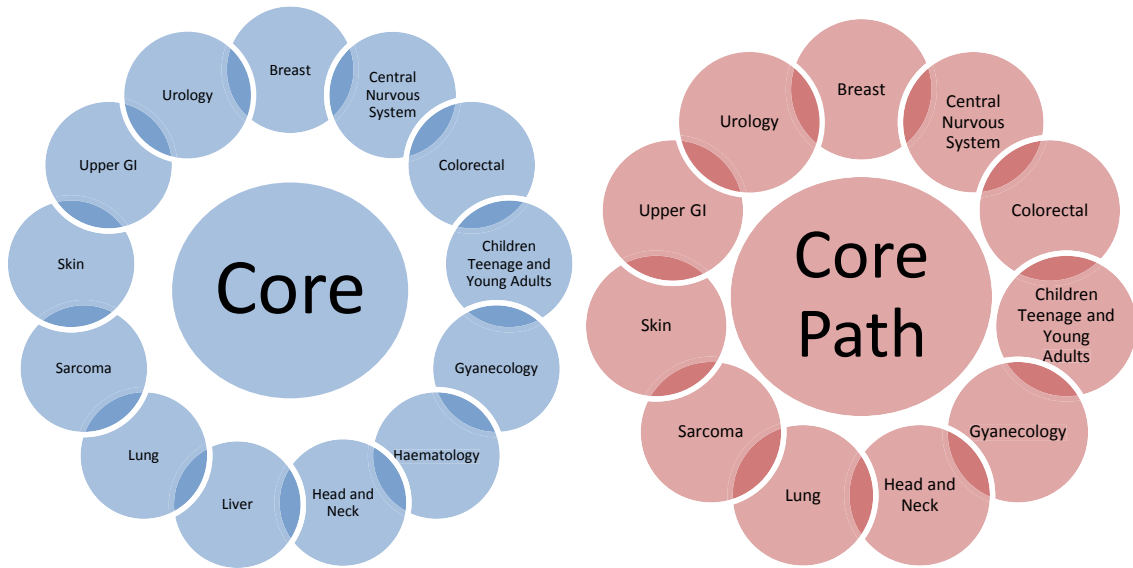 Breast
Central
Nurvous
System
Colorectal
Children
Teenage and
Young Adults
Gyanecology
Haematology
Head and
Neck
Liver
Lung
Sarcoma
Skin
Upper GI
Urology
Core
Breast
Central
Nurvous
System
Colorectal
Children
Teenage and
Young
Adults
Gyanecology
Head and
Neck
Lung
Sarcoma
Skin
Upper GI
Urology
Core
Path